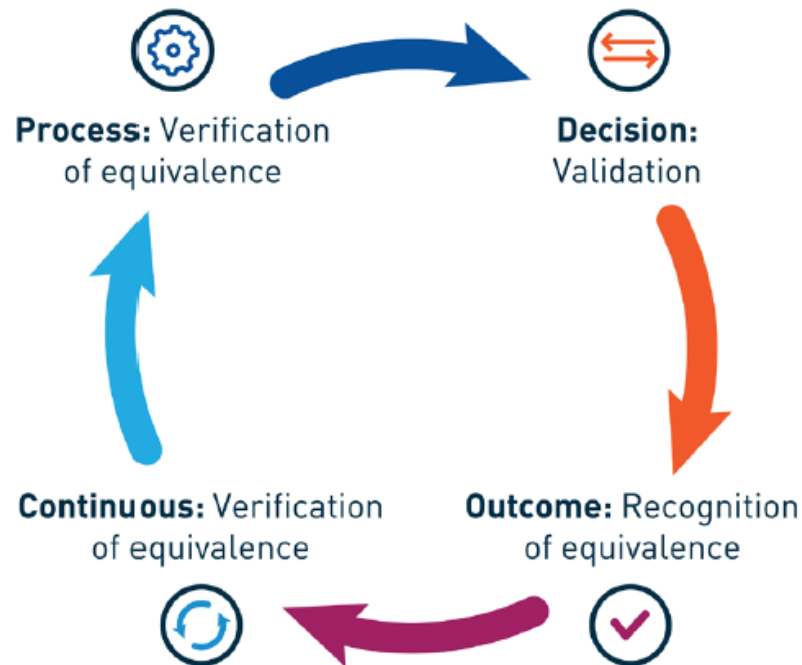 Process: Verification
of equivalence
Decision:
Validation
Outcome: Recognition
of equivalence
Continuous: Verification
of equivalence